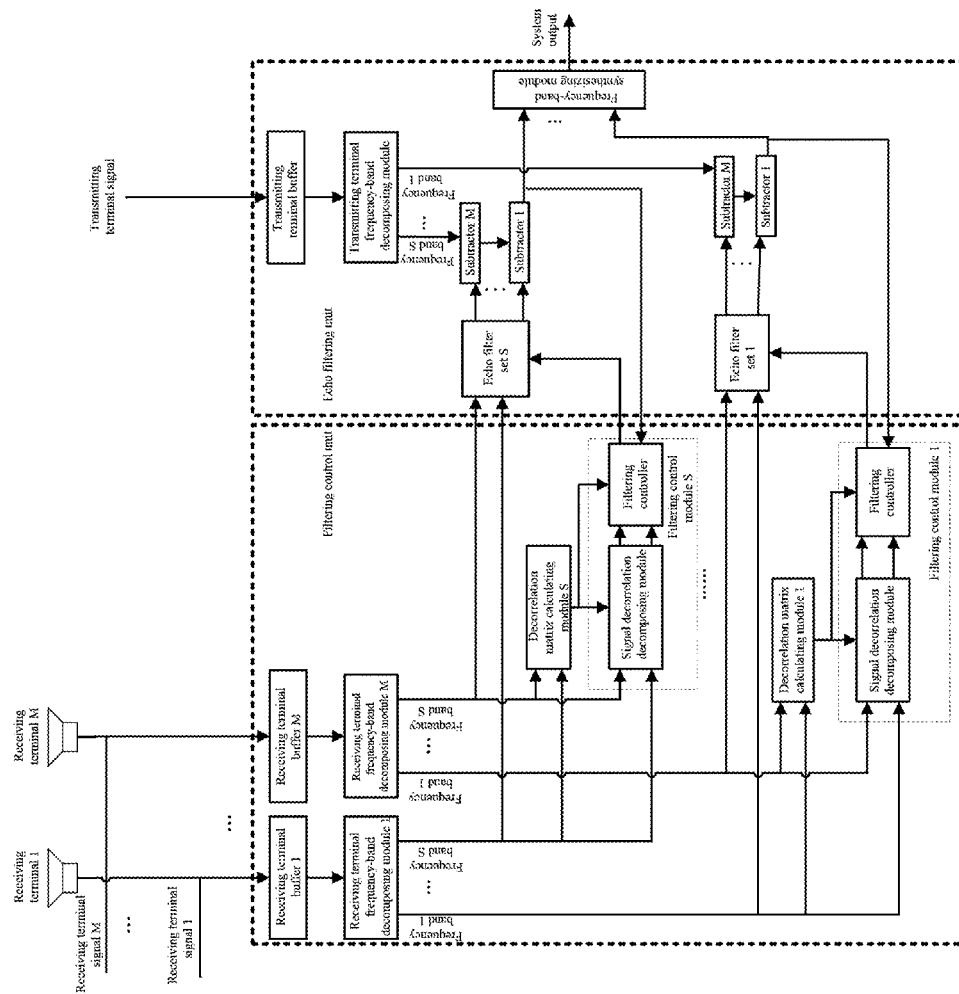 System
output
Frequency-band
synthesizing module
Transmitting
terminal signal
Transmitting
terminal buffer
Transmitting terminal
frequency-band
decomposing module
Frequency
band S
...
Frequency
band 1
Subtractor M
...
Subtractor 1
...
Subtractor M
...
Subtractor 1
Echo filtering unit
Echo filter
set S
Echo filter
set 1
Filtering control unit
Filtering
controller
Filtering control
module S
Decorrelation
matrix calculating
module S
Signal decorrelation
decomposing module
......
Filtering
controller
Filtering control module 1
Decorrelation matrix
calculating module 1
Signal decorrelation
decomposing module
Receiving
terminal M
Receiving terminal
buffer M
Receiving terminal
frequency-band
decomposing module M
Frequency
band S
...
Frequency
band 1
...
Receiving
terminal 1
Receiving terminal
buffer 1
Receiving terminal
frequency-band
decomposing module 1
Frequency
band S
...
Frequency
band 1
Receiving terminal
signal M
...
Receiving terminal
signal 1